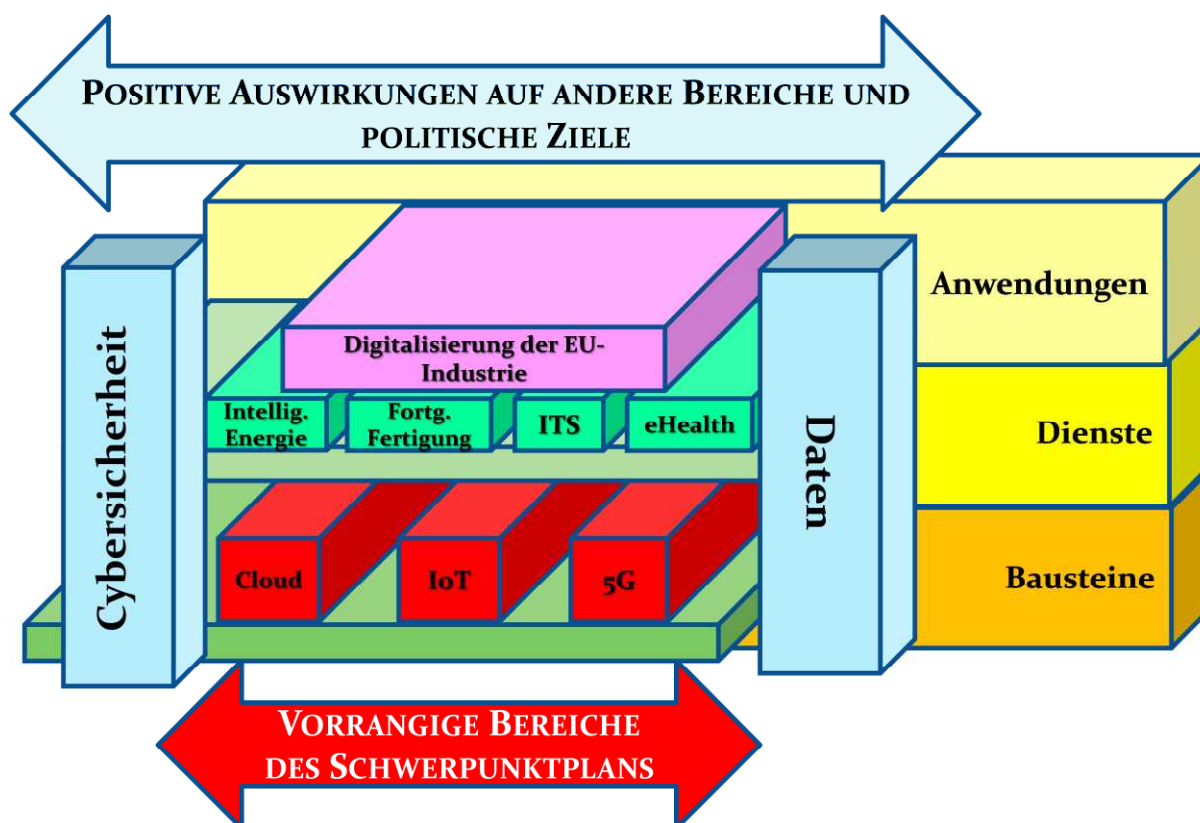 POSITIVE AUSWIRKUNGEN AUF ANDERE BEREICHE UND
POLITISCHE ZIELE
Cybersicherheit
Digitalisierung der EU-
Industrie
Intellig.
Energie
Fortg.
Fertigung
ITS
eHealth
Cloud
IoT
5G
Daten
Anwendungen
Dienste
Bausteine
VORRANGIGE BEREICHE
DES SCHWERPUNKTPLANS